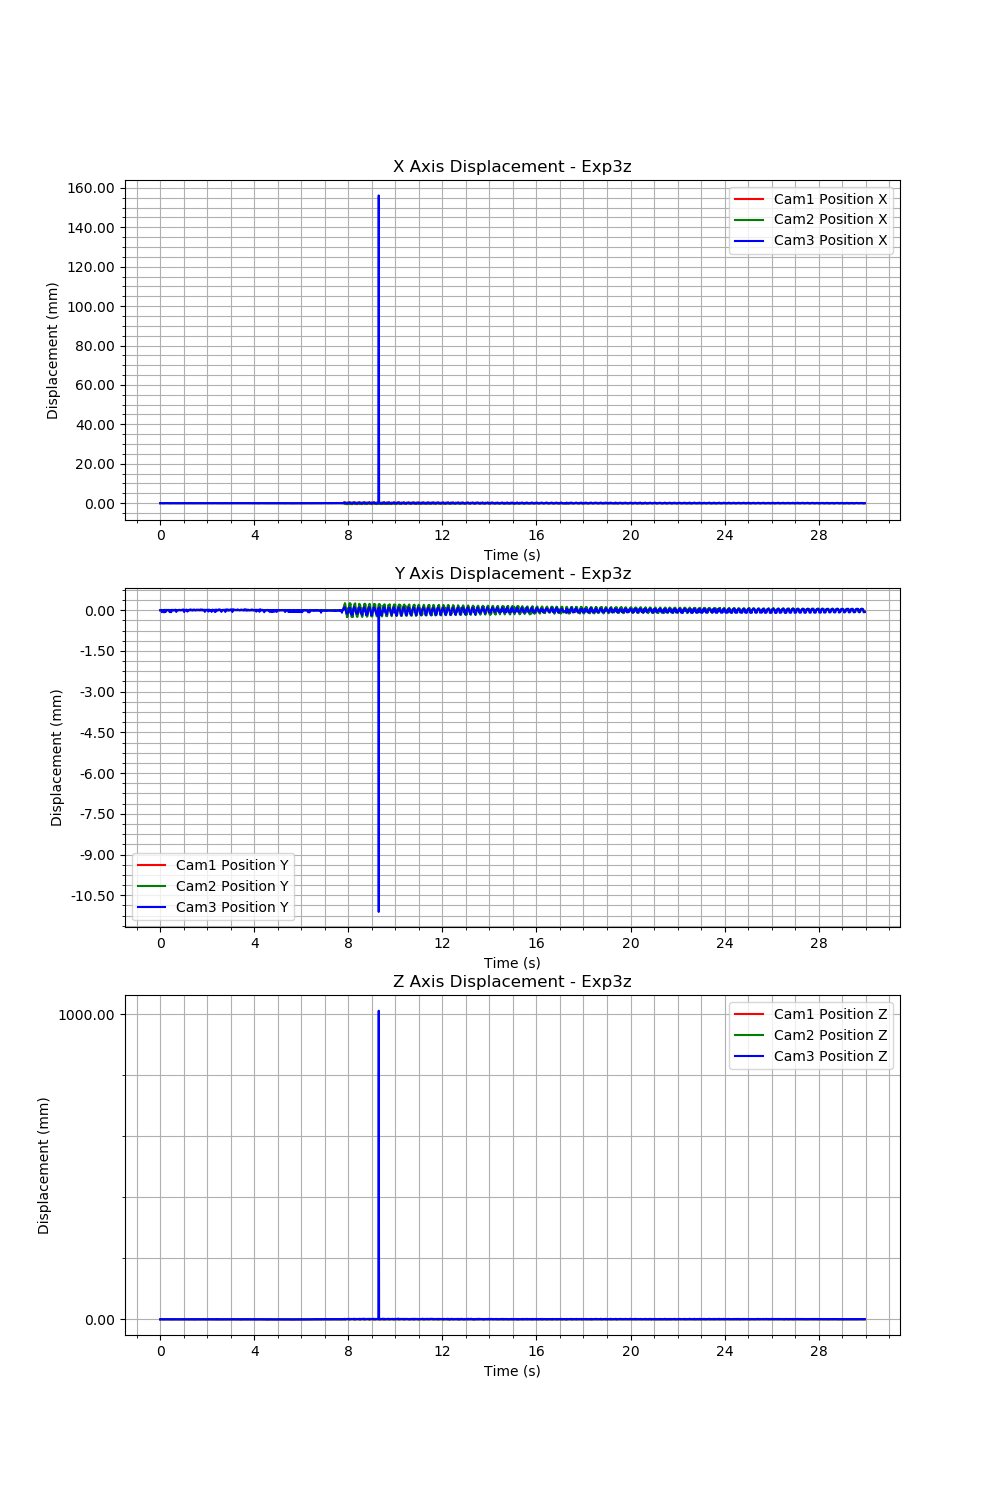 X Axis Displacement - Exp3z
160.00
140.00
120.00
100.00
80.00
60.00
40.00
20.00
0.00
Displacement (mm)
Cam1 Position X
Cam2 Position X
Cam3 Position X
0 4 8 12 16 20 24 28
Time (s)
Y Axis Displacement - Exp3z
0.00
-1.50
-3.00
-4.50
-6.00
-7.50
-9.00
-10.50
Displacement (mm)
Cam1 Position Y
Cam2 Position Y
Cam3 Position Y
0 4 8 12 16 20 24 28
Time (s)
Z Axis Displacement - Exp3z
1000.00
0.00
Displacement (mm)
Cam1 Position Z
Cam2 Position Z
Cam3 Position Z
0 4 8 12 16 20 24 28
Time (s)